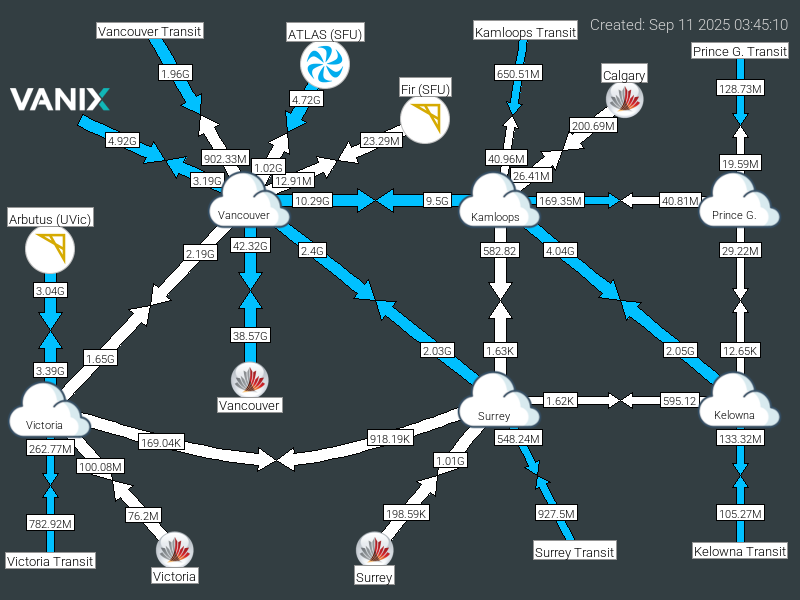 Created: Sep 11 2025 03:45:10
Vancouver Transit
ATLAS (SFU)
Kamloops Transit
Prince G. Transit
1.96G
650.51M
Calgary
128.73M
VANIX
4.72G
Fir (SFU)
200.69M
4.92G
23.29M
902.33M
40.96M
19.59M
1.02G
3.19G
12.91M
26.41M
10.29G
9.5G
169.35M
40.81M
Vancouver
Kamloops
Prince G.
Arbutus (UVic)
42.32G
2.19G
2.4G
582.82
4.04G
29.22M
3.04G
38.57G
1.65G
2.03G
1.63K
2.05G
12.65K
3.39G
Vancouver
1.62K
595.12
Victoria
Surrey
Kelowna
262.77M
169.04K
918.19K
548.24M
133.32M
100.08M
1.01G
782.92M
76.2M
198.59K
927.5M
105.27M
Victoria Transit
Victoria
Surrey
Surrey Transit
Kelowna Transit